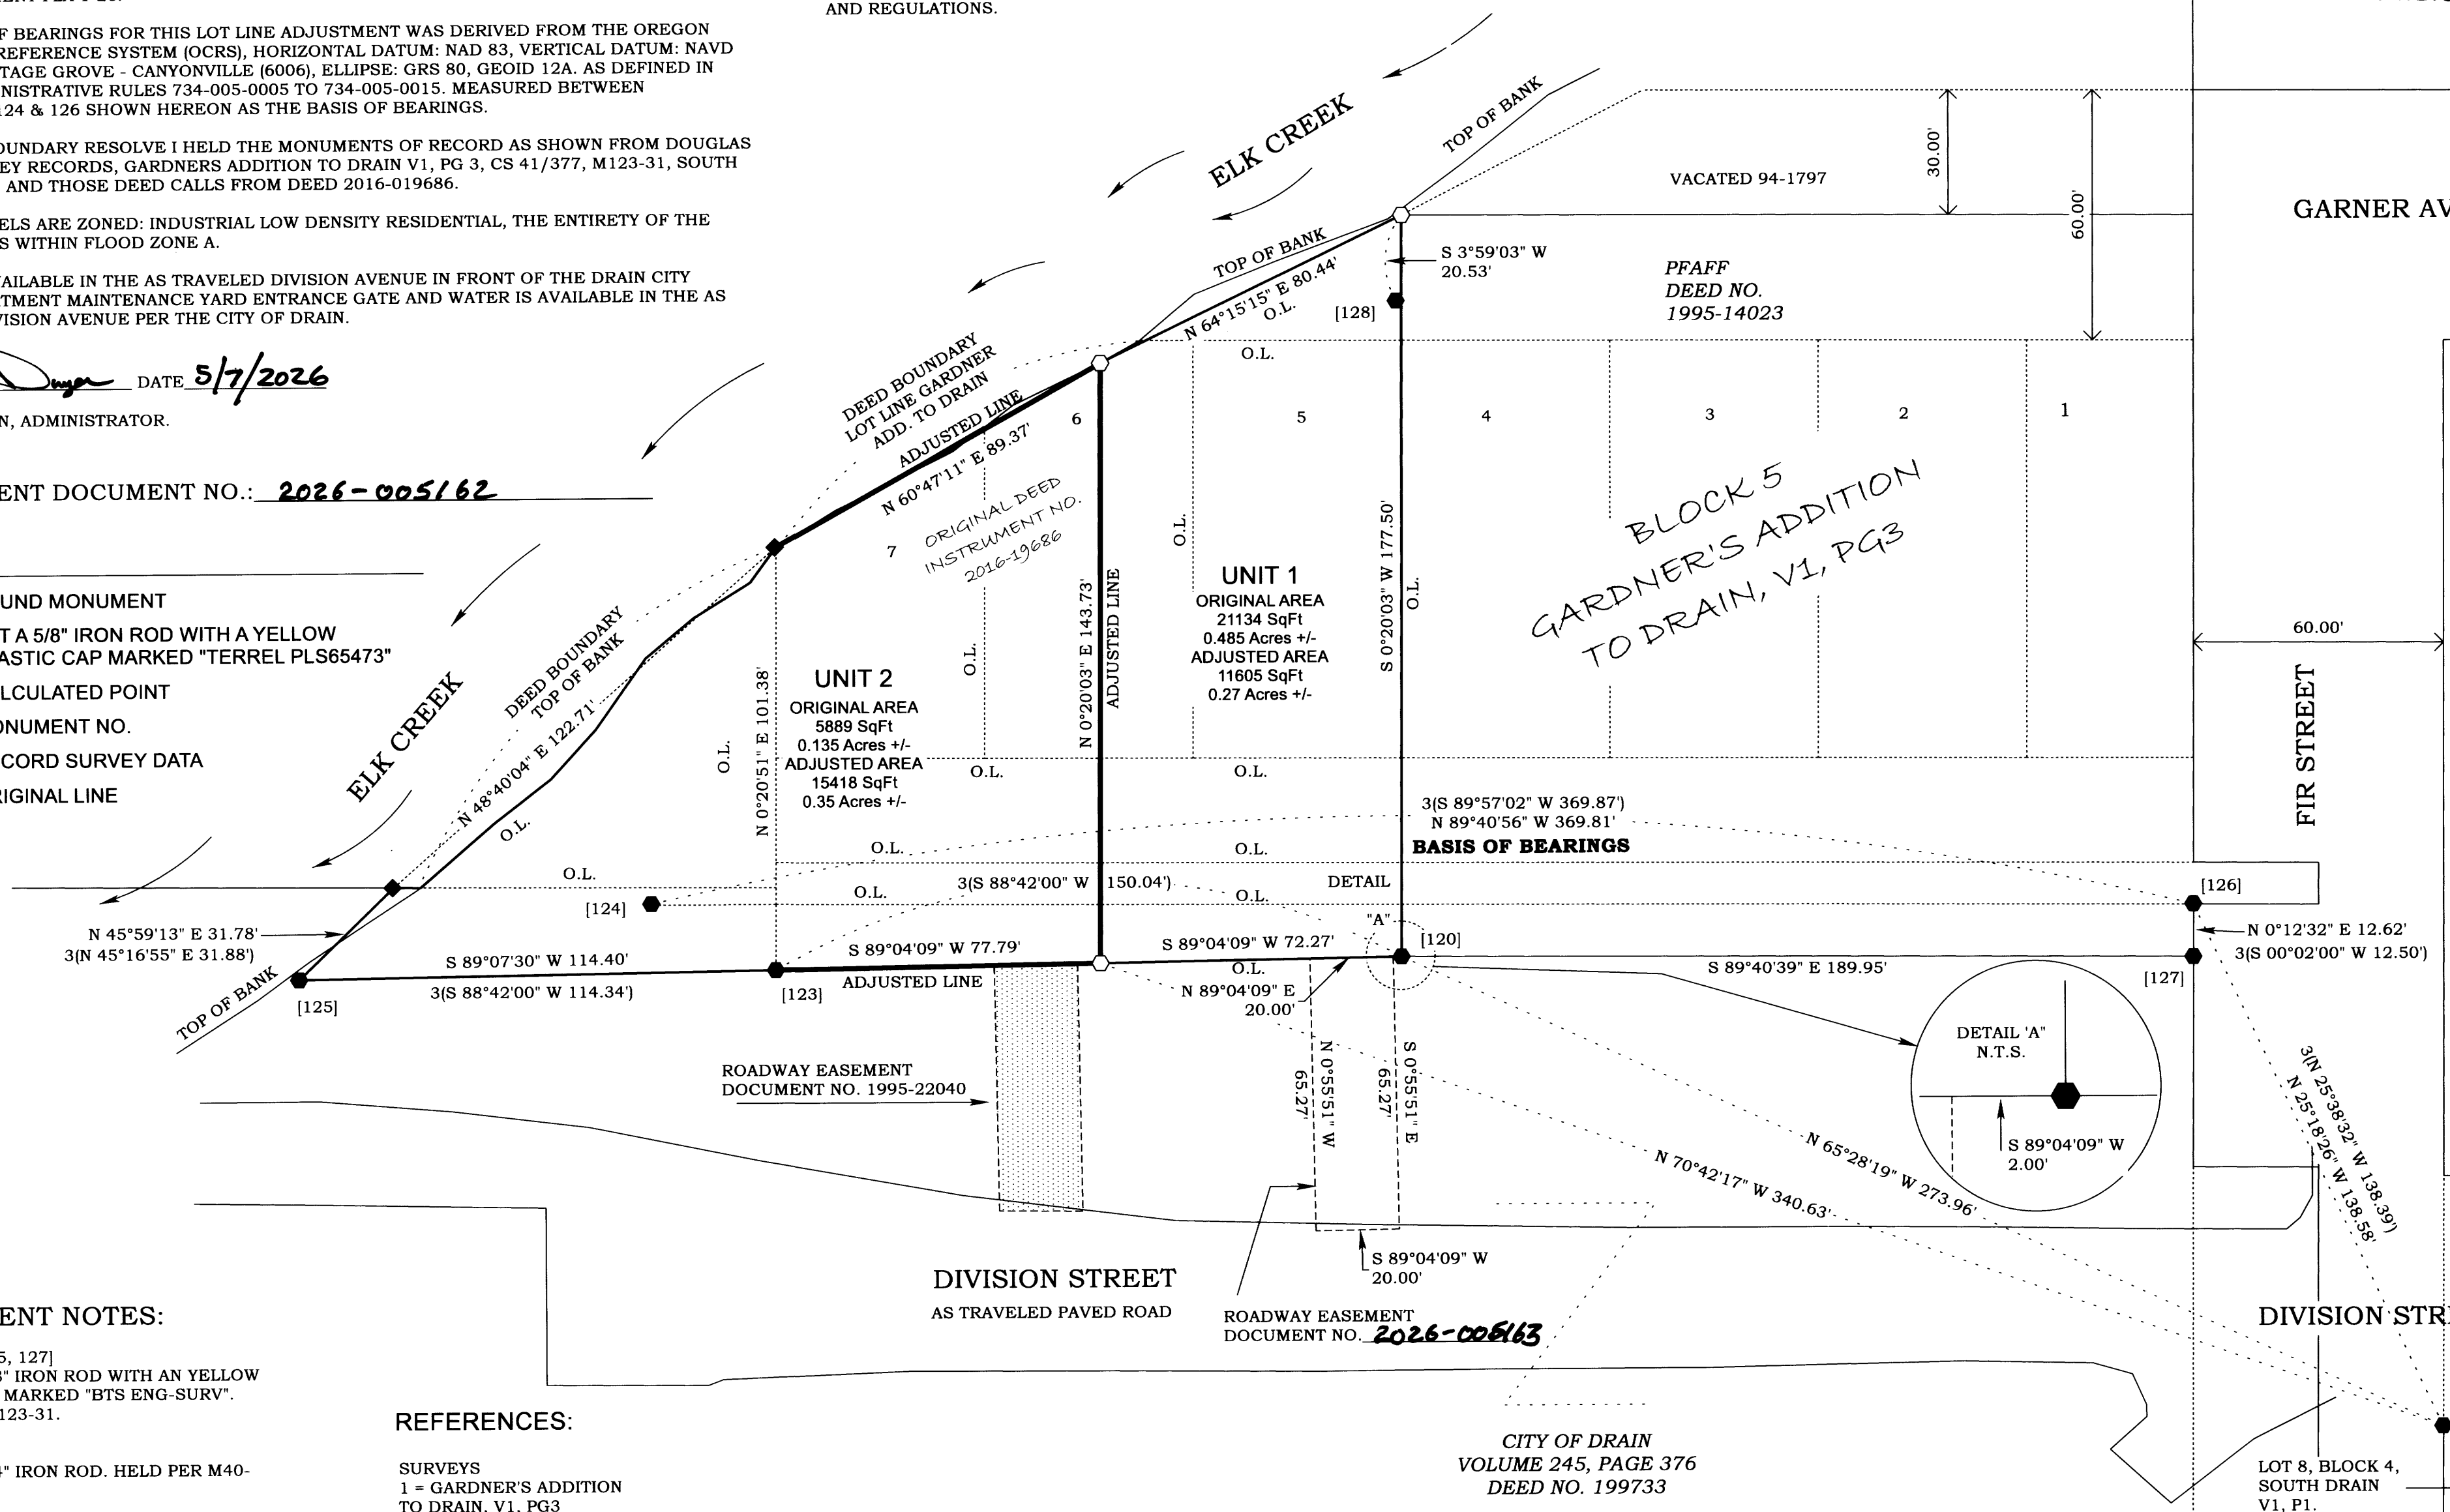 AND REGULATIONS.
F BEARINGS FOR THIS LOT LINE ADJUSTMENT WAS DERIVED FROM THE OREGON
REFERENCE SYSTEM (OCRS), HORIZONTAL DATUM: NAD 83, VERTICAL DATUM: NAVD
TAGE GROVE - CANYONVILLE (6006), ELLIPSE: GRS 80, GEOID 12A. AS DEFINED IN
NISTRATIVE RULES 734-005-0005 TO 734-005-0015. MEASURED BETWEEN
124 & 126 SHOWN HEREON AS THE BASIS OF BEARINGS.
OUNDARY RESOLVE I HELD THE MONUMENTS OF RECORD AS SHOWN FROM DOUGLAS
EY RECORDS, GARDNERS ADDITION TO DRAIN V1, PG 3, CS 41/377, M123-31, SOUTH
AND THOSE DEED CALLS FROM DEED 2016-019686.
ELS ARE ZONED: INDUSTRIAL LOW DENSITY RESIDENTIAL, THE ENTIRETY OF THE
S WITHIN FLOOD ZONE A.
VAILABLE IN THE AS TRAVELED DIVISION AVENUE IN FRONT OF THE DRAIN CITY
TMENT MAINTENANCE YARD ENTRANCE GATE AND WATER IS AVAILABLE IN THE AS
VISION AVENUE PER THE CITY OF DRAIN.
DATE 5/7/2026
N, ADMINISTRATOR.
ENT DOCUMENT NO.: 2026-005162
UND MONUMENT
T A 5/8" IRON ROD WITH A YELLOW
ASTIC CAP MARKED "TERREL PLS65473"
LCULATED POINT
ONUMENT NO.
CORD SURVEY DATA
RIGINAL LINE
ELK CREEK
TOP OF BANK
ELK CREEK
TOP OF BANK
N 64°15'15" E 80.44'
O.L.
S 3°59'03" W
20.53'
[128]
VACATED 94-1797
30.00'
60.00'
GARNER AV
PFAFF
DEED NO.
1995-14023
DEED BOUNDARY
LOT LINE GARDNER
ADD. TO DRAIN
ADJUSTED LINE
N 60°47'11" E 89.37'
O.L.
6
5
4
3
2
1
7
ORIGINAL DEED
INSTRUMENT NO.
2016-19686
BLOCK 5
GARDNER'S ADDITION
TO DRAIN, V1, PG3
O.L.
O.L.
N 0°20'03" E 143.73'
ADJUSTED LINE
S 0°20'03" W 177.50'
O.L.
UNIT 1
ORIGINAL AREA
21134 SqFt
0.485 Acres +/-
ADJUSTED AREA
11605 SqFt
0.27 Acres +/-
UNIT 2
ORIGINAL AREA
5889 SqFt
0.135 Acres +/-
ADJUSTED AREA
15418 SqFt
0.35 Acres +/-
60.00'
FIR STREET
DEED BOUNDARY
TOP OF BANK
N 48°40'04" E 122.71'
O.L.
O.L.
N 0°20'51" E 101.38'
O.L.
O.L.
3(S 89°57'02" W 369.87')
N 89°40'56" W 369.81'
BASIS OF BEARINGS
O.L.
O.L.
O.L.
3(S 88°42'00" W 150.04')
DETAIL
"A"
O.L.
O.L.
[124]
[126]
N 45°59'13" E 31.78'
3(N 45°16'55" E 31.88')
TOP OF BANK
[125]
S 89°07'30" W 114.40'
3(S 88°42'00" W 114.34')
[123]
S 89°04'09" W 77.79'
ADJUSTED LINE
S 89°04'09" W 72.27'
O.L.
[120]
N 89°04'09" E
20.00'
S 89°40'39" E 189.95'
N 0°12'32" E 12.62'
3(S 00°02'00" W 12.50')
[127]
DETAIL 'A"
N.T.S.
S 89°04'09" W
2.00'
N 0°55'51" W
65.27'
S 0°55'51" E
65.27'
ROADWAY EASEMENT
DOCUMENT NO. 1995-22040
N 65°28'19" W 273.96'
N 70°42'17" W 340.63'
3(N 25°38'32" W 138.39')
N 25°18'26" W 138.58'
S 89°04'09" W
20.00'
DIVISION STREET
AS TRAVELED PAVED ROAD
ROADWAY EASEMENT
DOCUMENT NO. 2026-005163
DIVISION STR
ENT NOTES:
5, 127]
" IRON ROD WITH AN YELLOW
MARKED "BTS ENG-SURV".
123-31.
" IRON ROD. HELD PER M40-
REFERENCES:
SURVEYS
1 = GARDNER'S ADDITION
TO DRAIN, V1, PG3
CITY OF DRAIN
VOLUME 245, PAGE 376
DEED NO. 199733
LOT 8, BLOCK 4,
SOUTH DRAIN
V1, P1.